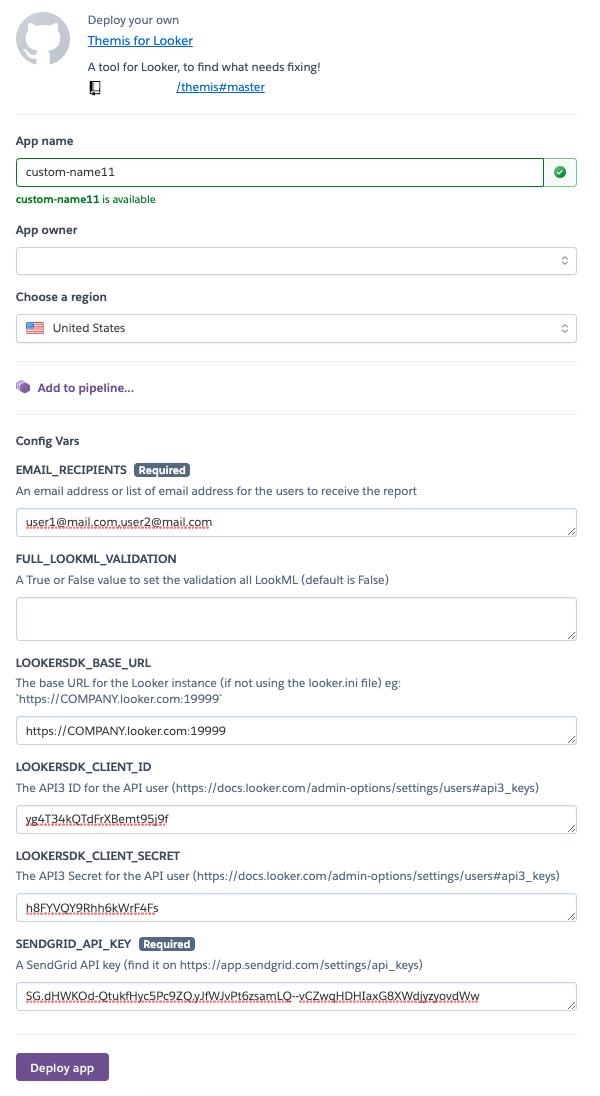 Deploy your own
Themis for Looker
A tool for Looker, to find what needs fixing!
/themis#master
App name
custom-name11
custom-name11 is available
App owner
Choose a region
United States
Add to pipeline...
Config Vars
EMAIL_RECIPIENTS Required
An email address or list of email address for the users to receive the report
user1@mail.com,user2@mail.com
FULL_LOOKML_VALIDATION
A True or False value to set the validation all LookML (default is False)
LOOKERSDK_BASE_URL
The base URL for the Looker instance (if not using the looker.ini file) eg:
`https://COMPANY.looker.com:19999`
https://COMPANY.looker.com:19999
LOOKERSDK_CLIENT_ID
The API3 ID for the API user (https://docs.looker.com/admin-options/settings/users#api3_keys)
yg4T34kQTdFrXBemt95j9f
LOOKERSDK_CLIENT_SECRET
The API3 Secret for the API user (https://docs.looker.com/admin-options/settings/users#api3_keys)
h8FYVQY9Rhh6kWrF4Fs
SENDGRID_API_KEY Required
A SendGrid API key (find it on https://app.sendgrid.com/settings/api_keys)
SG.dHWKOd-QtukfHyc5Pc9ZQ.yJfWJvPt6zsamLQ--vCZwqHDHIaxG8XWdjyzyovdWw
Deploy app